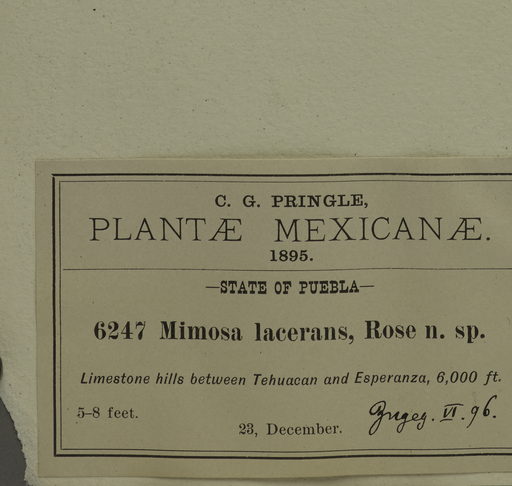 C. G. PRINGLE,
PLANTÆ MEXICANÆ.
1895.
—STATE OF PUEBLA—
6247 Mimosa lacerans, Rose n. sp.
Limestone hills between Tehuacan and Esperanza, 6,000 ft.
5–8 feet.
23, December.
VI. 96.